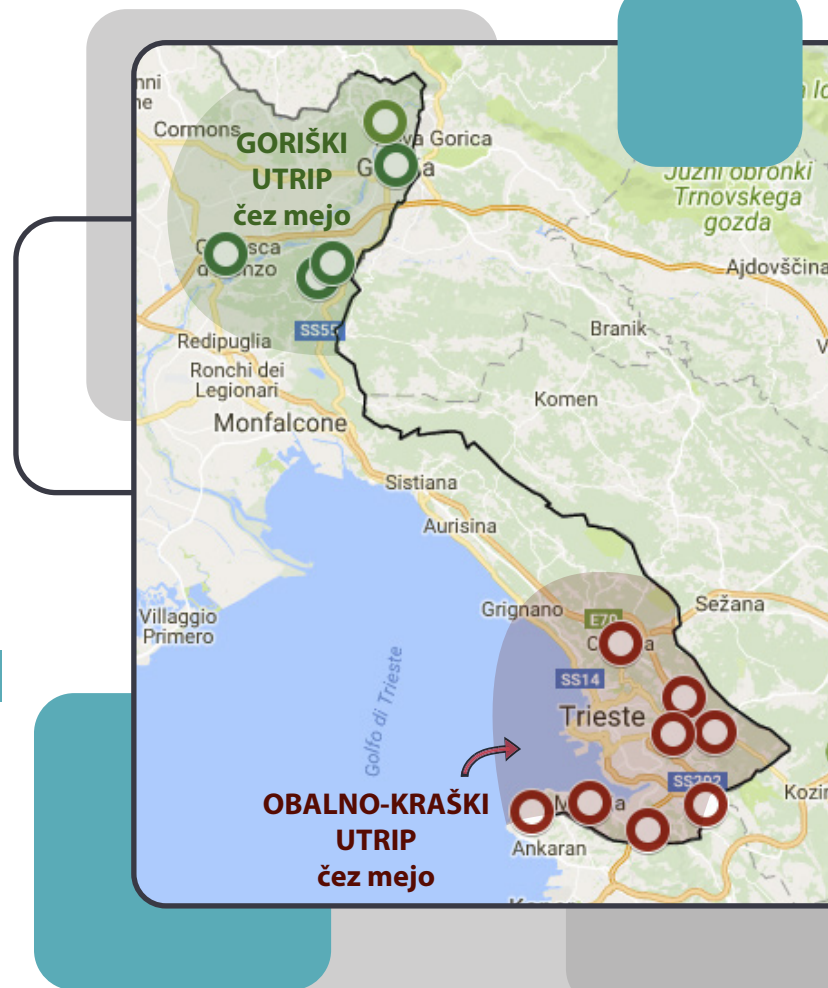 Cormons
GORIŠKI
UTRIP
čez mejo
Gorica
Južni obronki
Trnovskega
gozda
Ajdovščina
SS55
Branik
Redipuglia
Ronchi dei
Legionari
Komen
Monfalcone
Sistiana
Aurisina
Villaggio
Primero
Grignano
E70
Sežana
SS14
Trieste
Golfo di Trieste
SS202
OBALNO-KRAŠKI
UTRIP
čez mejo
Ankaran